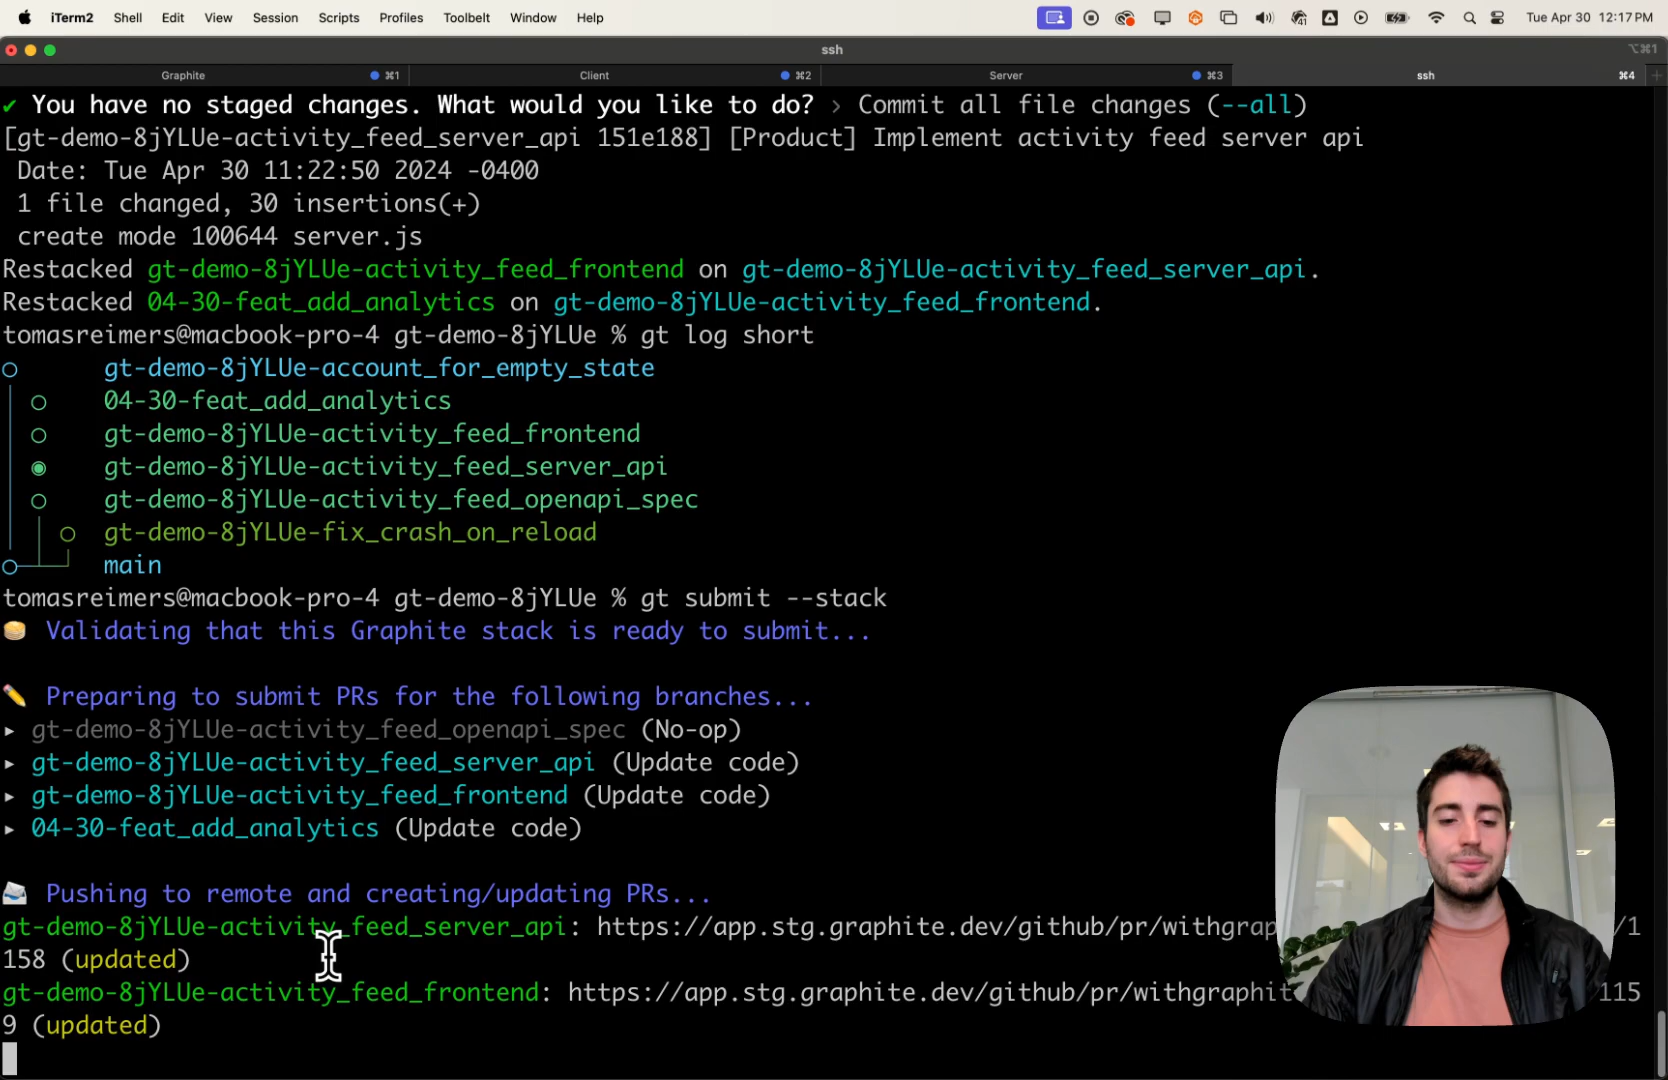 iTerm2 Shell Edit View Session Scripts Profiles Toolbelt Window Help Tue Apr 30 12:17 PM
ssh ⌥⌘1
Graphite ⌘1 Client ⌘2 Server ⌘3 ssh ⌘4
✔ You have no staged changes. What would you like to do? › Commit all file changes (--all)
[gt-demo-8jYLUe-activity_feed_server_api 151e188] [Product] Implement activity feed server api
Date: Tue Apr 30 11:22:50 2024 -0400
1 file changed, 30 insertions(+)
create mode 100644 server.js
Restacked gt-demo-8jYLUe-activity_feed_frontend on gt-demo-8jYLUe-activity_feed_server_api.
Restacked 04-30-feat_add_analytics on gt-demo-8jYLUe-activity_feed_frontend.
tomasreimers@macbook-pro-4 gt-demo-8jYLUe % gt log short
gt-demo-8jYLUe-account_for_empty_state
04-30-feat_add_analytics
gt-demo-8jYLUe-activity_feed_frontend
gt-demo-8jYLUe-activity_feed_server_api
gt-demo-8jYLUe-activity_feed_openapi_spec
gt-demo-8jYLUe-fix_crash_on_reload
main
tomasreimers@macbook-pro-4 gt-demo-8jYLUe % gt submit --stack
🥞 Validating that this Graphite stack is ready to submit...
✏️ Preparing to submit PRs for the following branches...
▸ gt-demo-8jYLUe-activity_feed_openapi_spec (No-op)
▸ gt-demo-8jYLUe-activity_feed_server_api (Update code)
▸ gt-demo-8jYLUe-activity_feed_frontend (Update code)
▸ 04-30-feat_add_analytics (Update code)
📨 Pushing to remote and creating/updating PRs...
gt-demo-8jYLUe-activity_feed_server_api: https://app.stg.graphite.dev/github/pr/withgrap /1
158 (updated)
gt-demo-8jYLUe-activity_feed_frontend: https://app.stg.graphite.dev/github/pr/withgraphit 115
9 (updated)